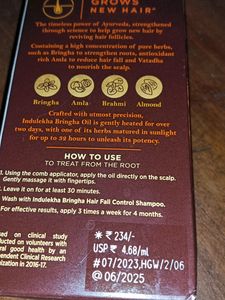 GROWS
NEW HAIR*
The timeless power of Ayurveda, strengthened
through science to help grow new hair by
reviving hair follicles.
Containing a high concentration of pure herbs,
such as Bringha to strengthen roots, antioxidant
rich Amla to reduce hair fall and Vatadha
to nourish the scalp.
Bringha Amla Brahmi Almond
Crafted with utmost precision,
Indulekha Bringha Oil is gently heated for over
two days, with one of its herbs matured in sunlight
for up to 32 hours to unleash its potency.
HOW TO USE
TO TREAT FROM THE ROOT
1. Using the comb applicator, apply the oil directly on the scalp.
Gently massage it with fingertips.
Leave it on for at least 30 minutes.
Wash with Indulekha Bringha Hair Fall Control Shampoo.
For effective results, apply 3 times a week for 4 months.
on clinical study
ducted on volunteers with
ral good health by an
ependent Clinical Research
nization in 2016-17.
* ₹ 234/-
USP ₹ 4.68/ml
#07/2023,HGW/2/06
@ 06/2025